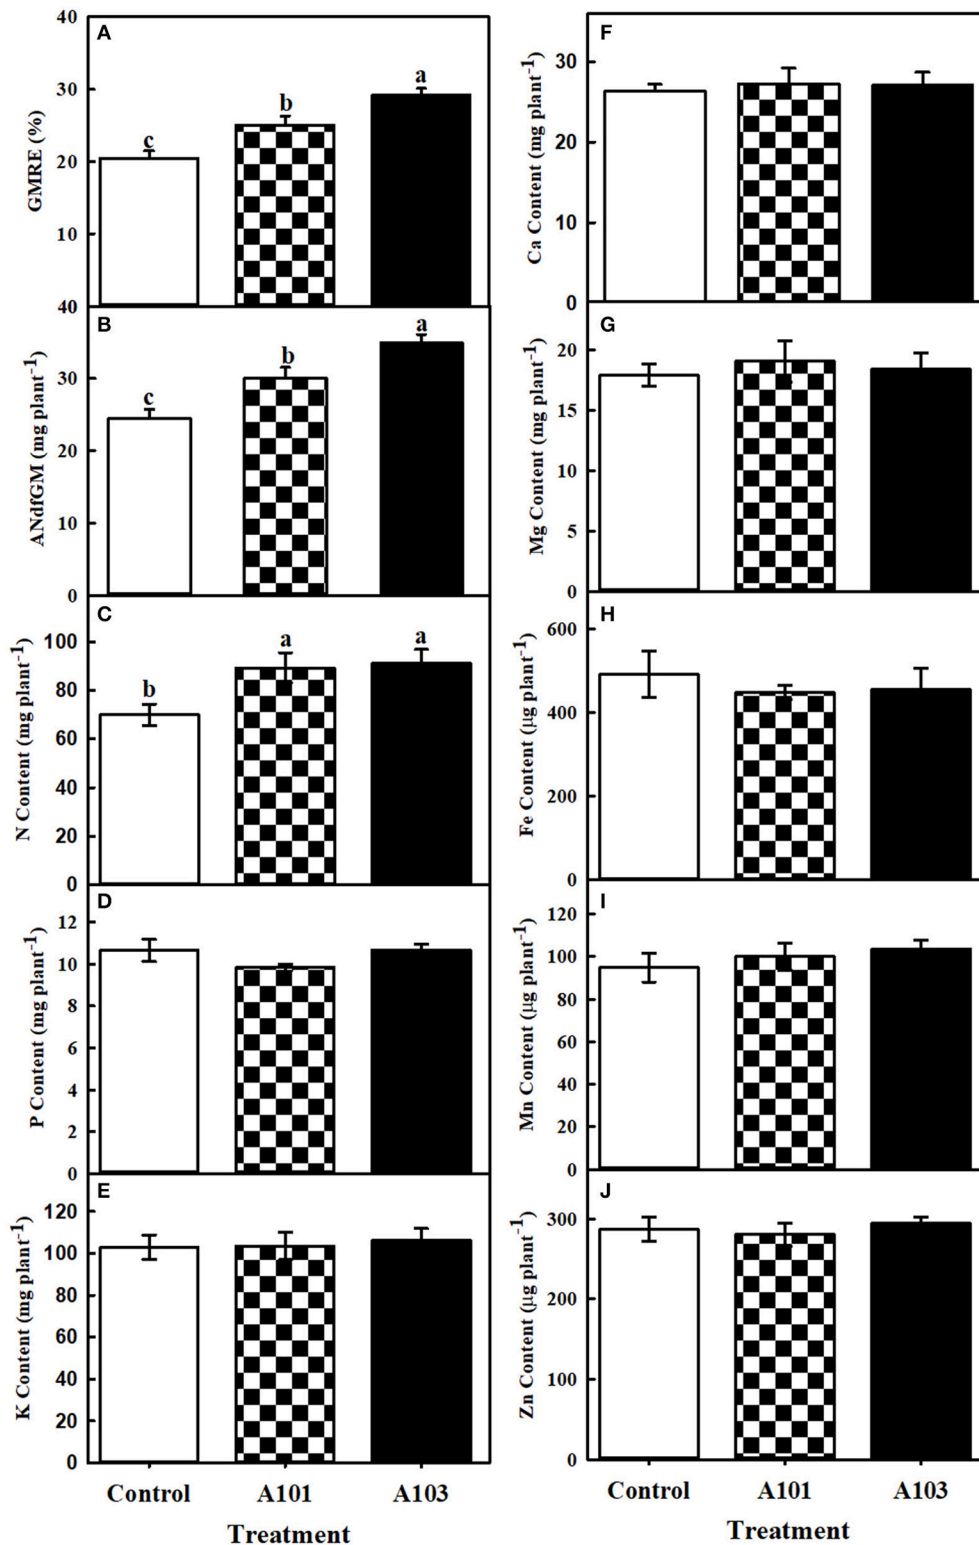 A
GMRE (%)
40
30
20
10
40
c
b
a
B
ANdfGM (mg plant-1)
30
20
10
0
c
b
a
C
N Content (mg plant-1)
100
80
60
40
20
0
b
a
a
D
P Content (mg plant-1)
12
10
8
6
4
2
0
E
K Content (mg plant-1)
120
100
80
60
40
20
0
Control
A101
A103
Treatment
F
Ca Content (mg plant-1)
30
20
10
0
G
Mg Content (mg plant-1)
20
15
10
5
0
H
Fe Content (µg plant-1)
600
400
200
0
I
Mn Content (µg plant-1)
120
100
80
60
40
20
0
J
Zn Content (µg plant-1)
300
200
100
0
Control
A101
A103
Treatment